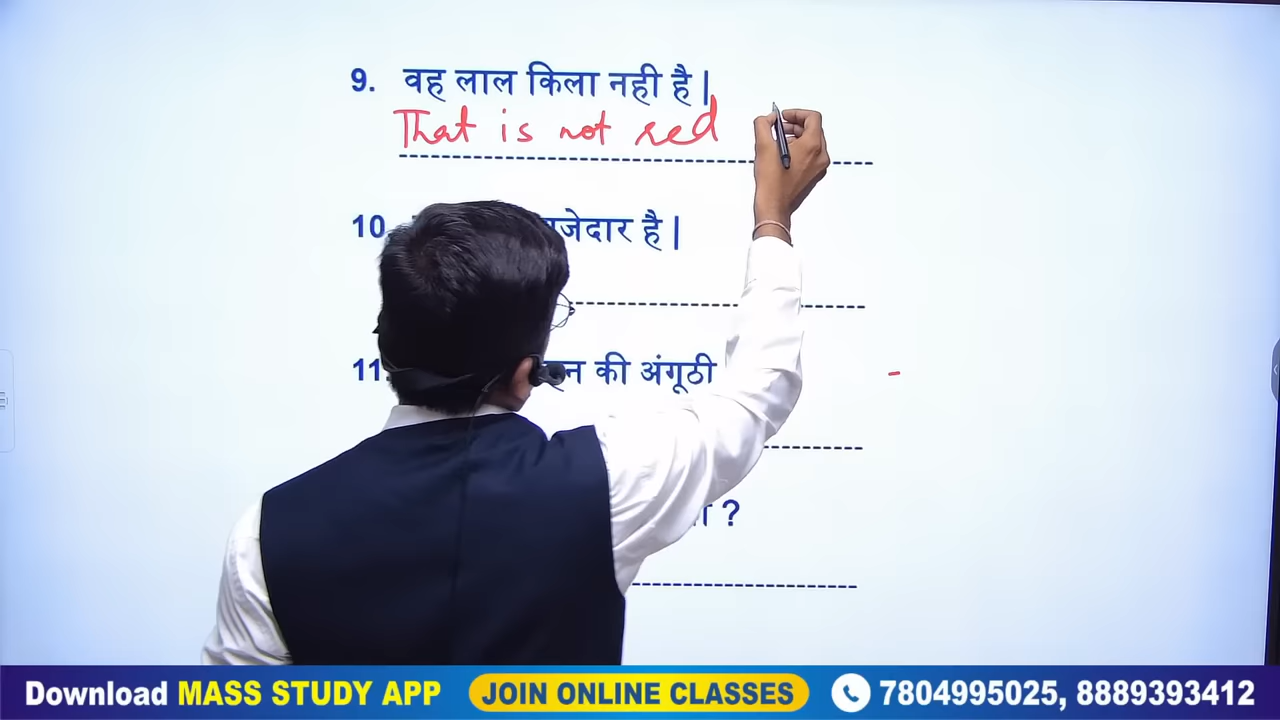 9. वह लाल किला नही है |
That is not red
10. है |
11. की अंगूठी
?
Download MASS STUDY APP JOIN ONLINE CLASSES 7804995025, 8889393412